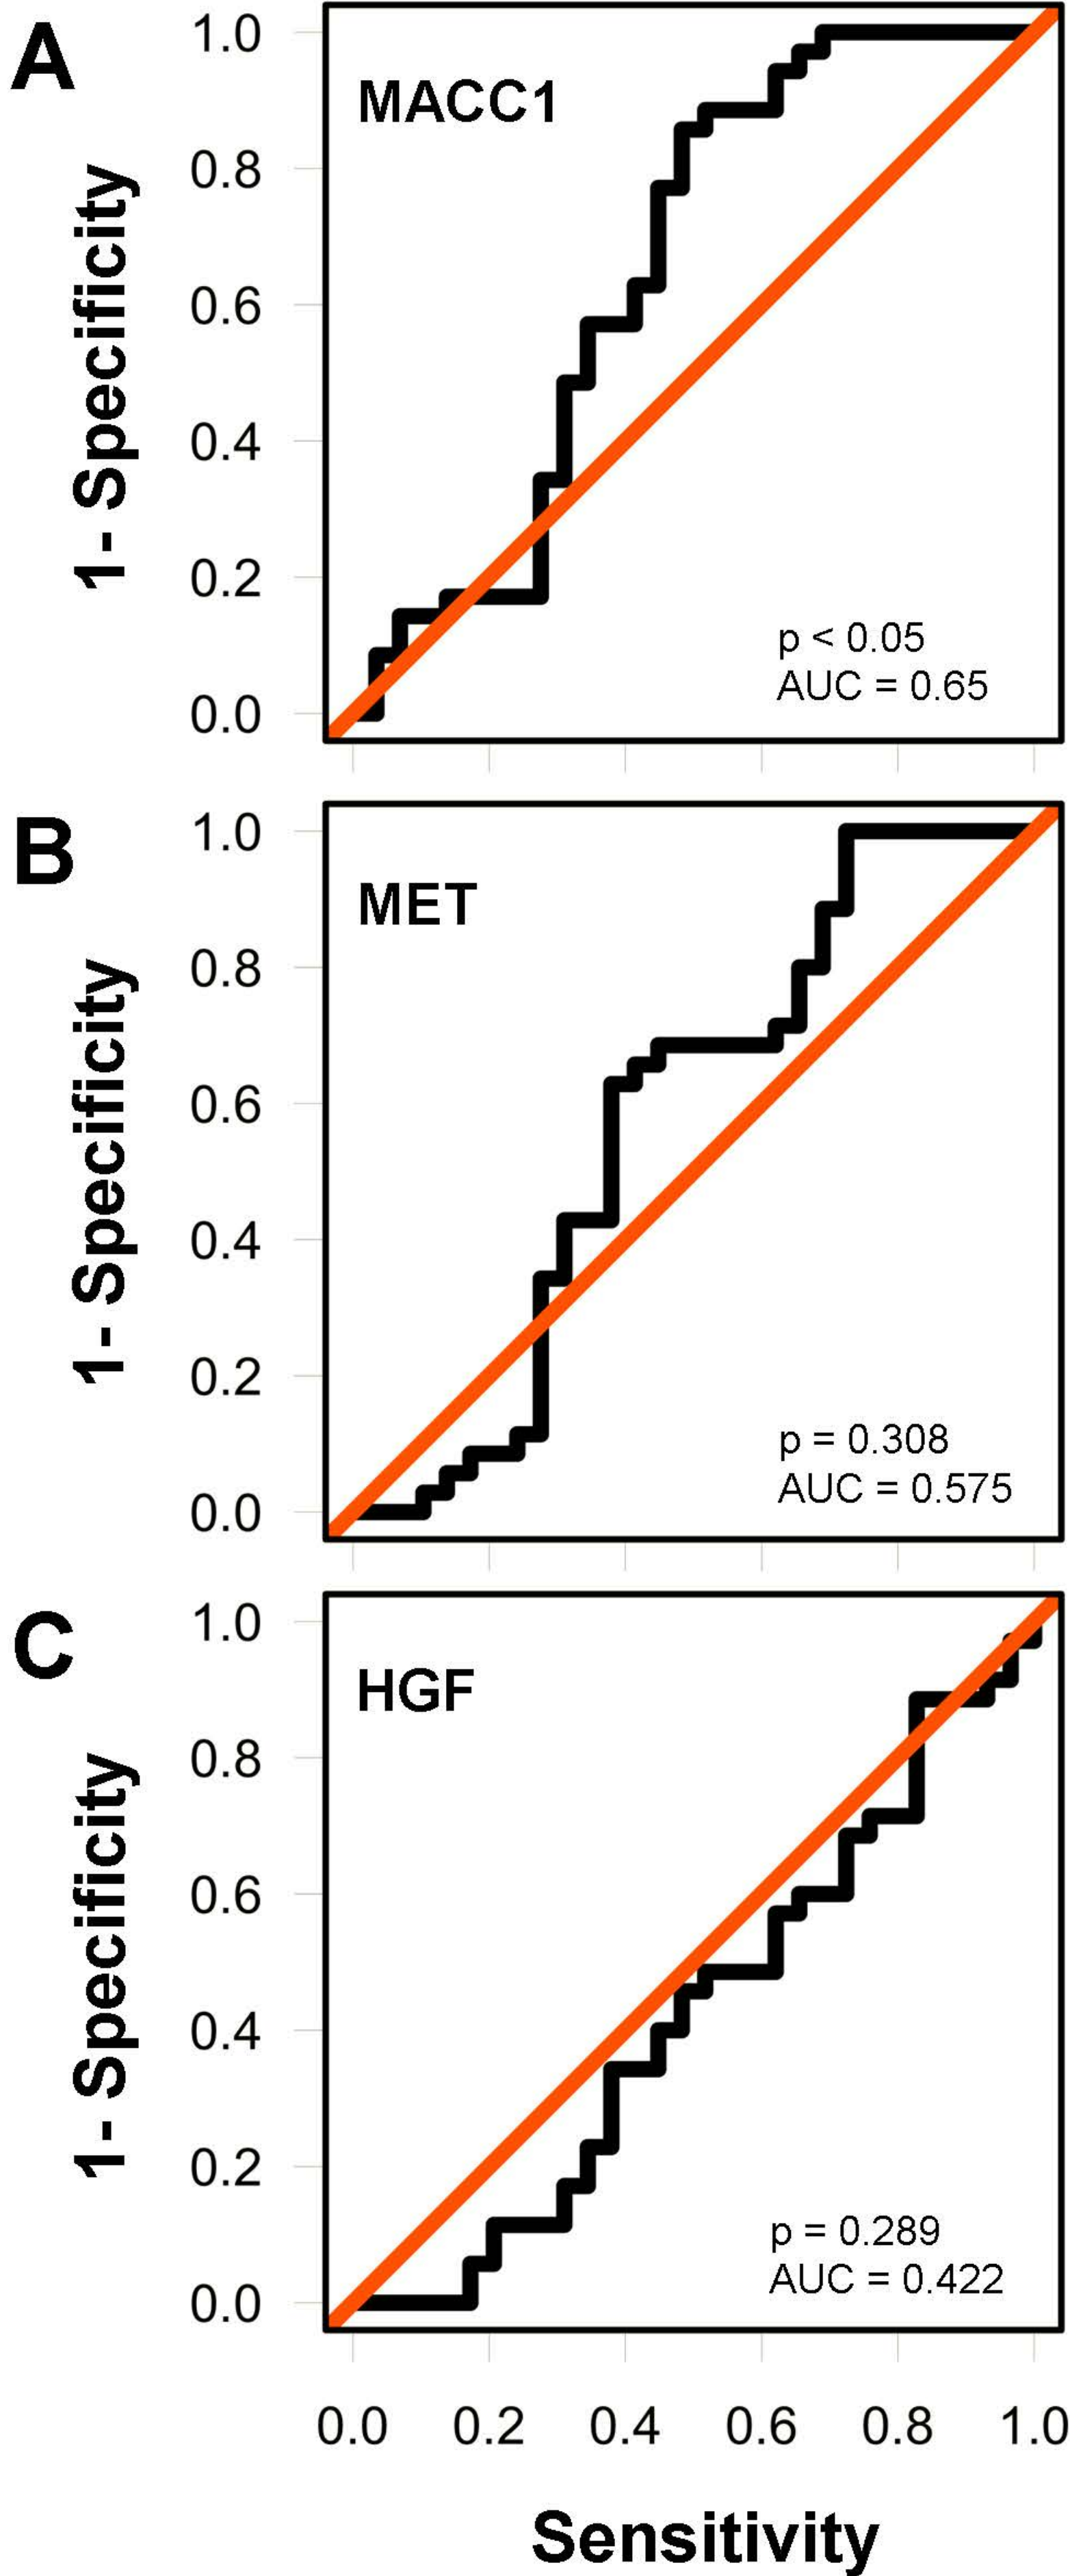 A
1- Specificity
1.0
0.8
0.6
0.4
0.2
0.0
MACC1
p < 0.05
AUC = 0.65
B
1- Specificity
1.0
0.8
0.6
0.4
0.2
0.0
MET
p = 0.308
AUC = 0.575
C
1- Specificity
1.0
0.8
0.6
0.4
0.2
0.0
HGF
p = 0.289
AUC = 0.422
0.0 0.2 0.4 0.6 0.8 1.0
Sensitivity